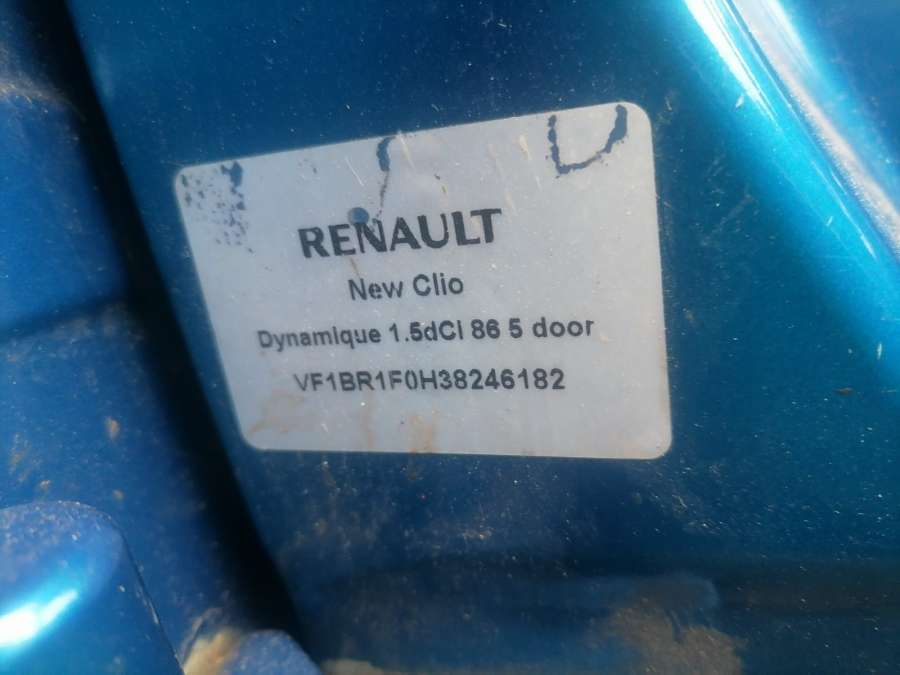 RENAULT
New Clio
Dynamique 1.5dCi 86 5 door
VF1BR1F0H38246182